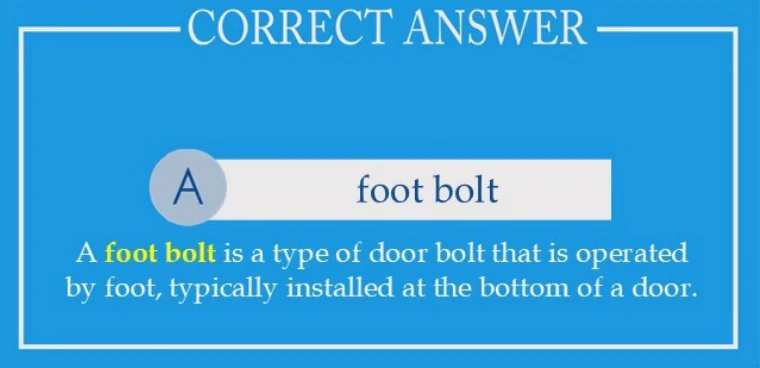 CORRECT ANSWER
A
foot bolt
A foot bolt is a type of door bolt that is operated
by foot, typically installed at the bottom of a door.